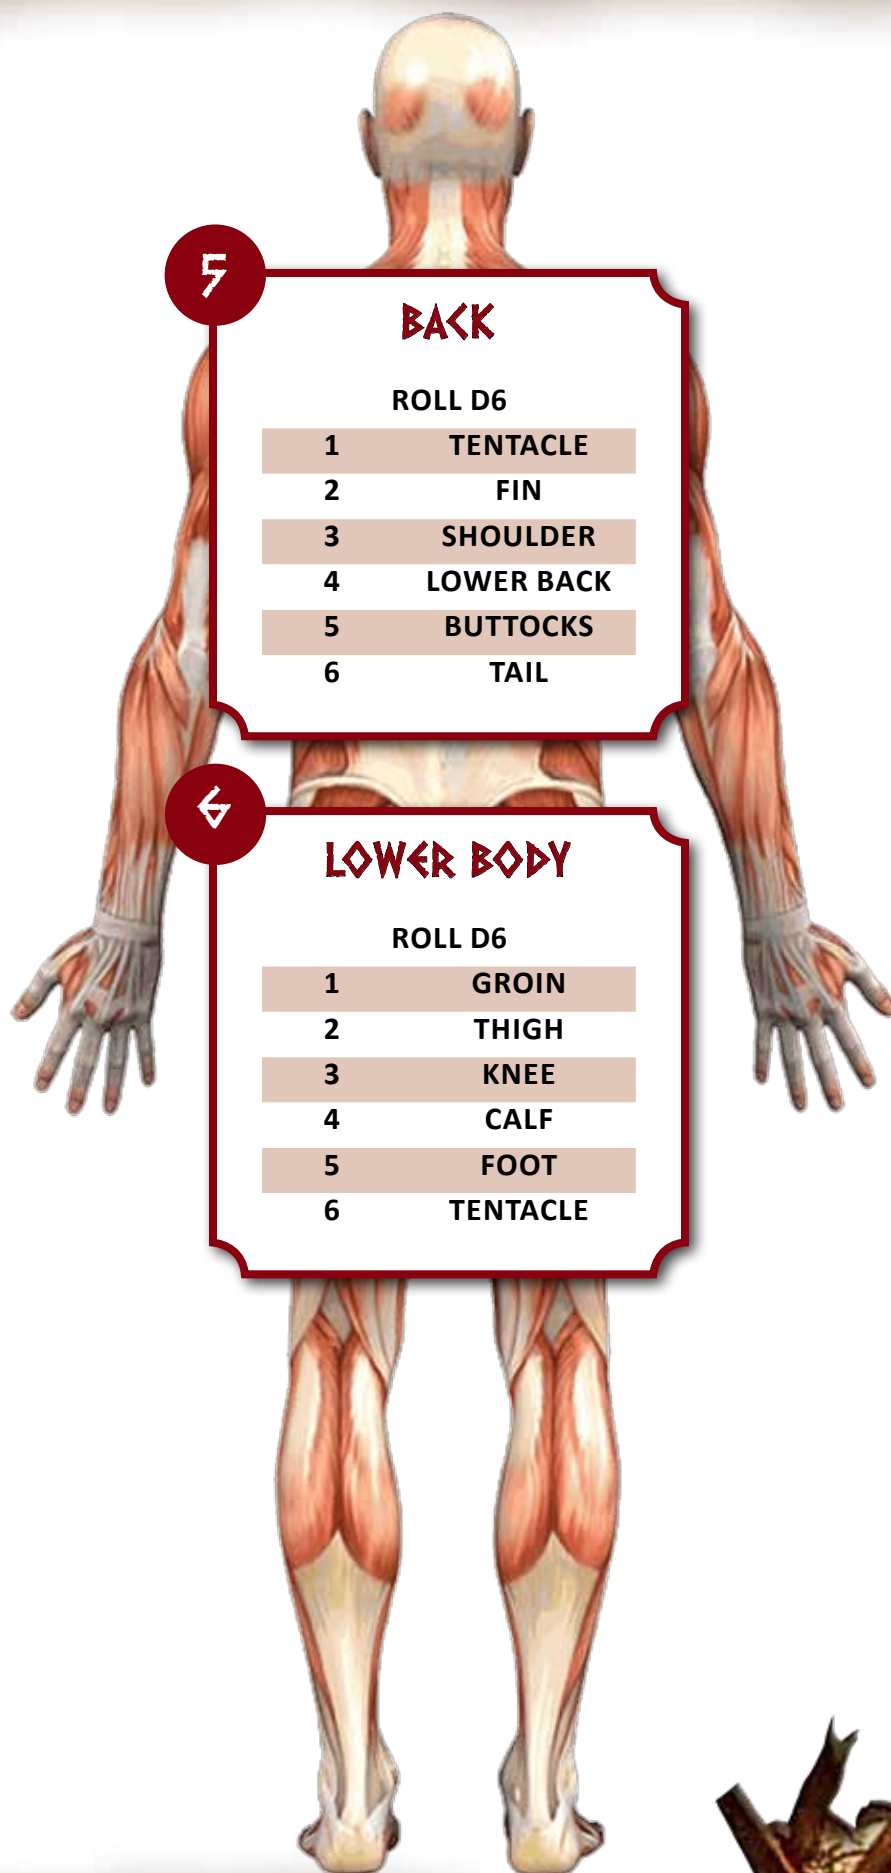 5
BACK
ROLL D6
1 TENTACLE
2 FIN
3 SHOULDER
4 LOWER BACK
5 BUTTOCKS
6 TAIL
6
LOWER BODY
ROLL D6
1 GROIN
2 THIGH
3 KNEE
4 CALF
5 FOOT
6 TENTACLE